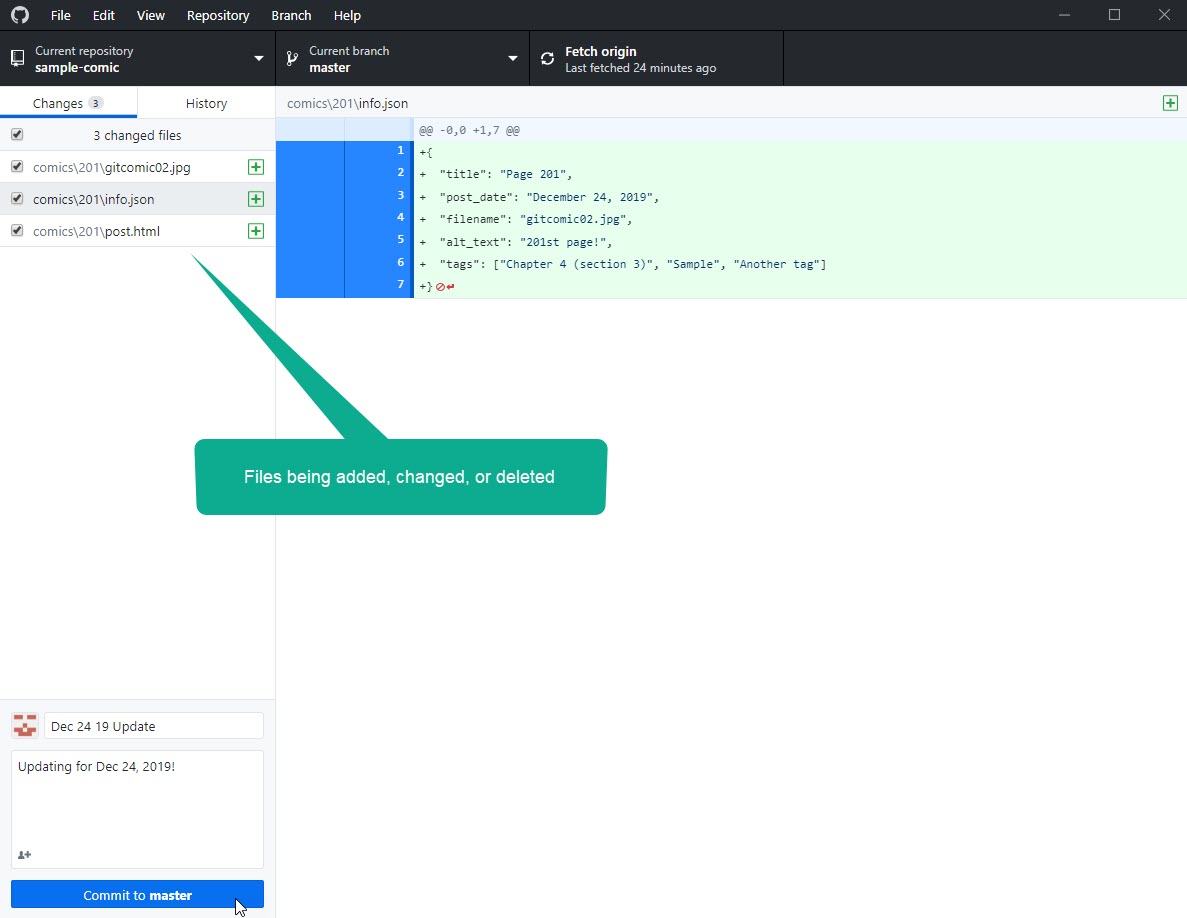 File Edit View Repository Branch Help
Current repository
sample-comic
Current branch
master
Fetch origin
Last fetched 24 minutes ago
Changes 3
History
3 changed files
comics\201\gitcomic02.jpg
comics\201\info.json
comics\201\post.html
comics\201\info.json
@@ -0,0 +1,7 @@
1 +{
2 + "title": "Page 201",
3 + "post_date": "December 24, 2019",
4 + "filename": "gitcomic02.jpg",
5 + "alt_text": "201st page!",
6 + "tags": ["Chapter 4 (section 3)", "Sample", "Another tag"]
7 +}
Files being added, changed, or deleted
Dec 24 19 Update
Updating for Dec 24, 2019!
Commit to master